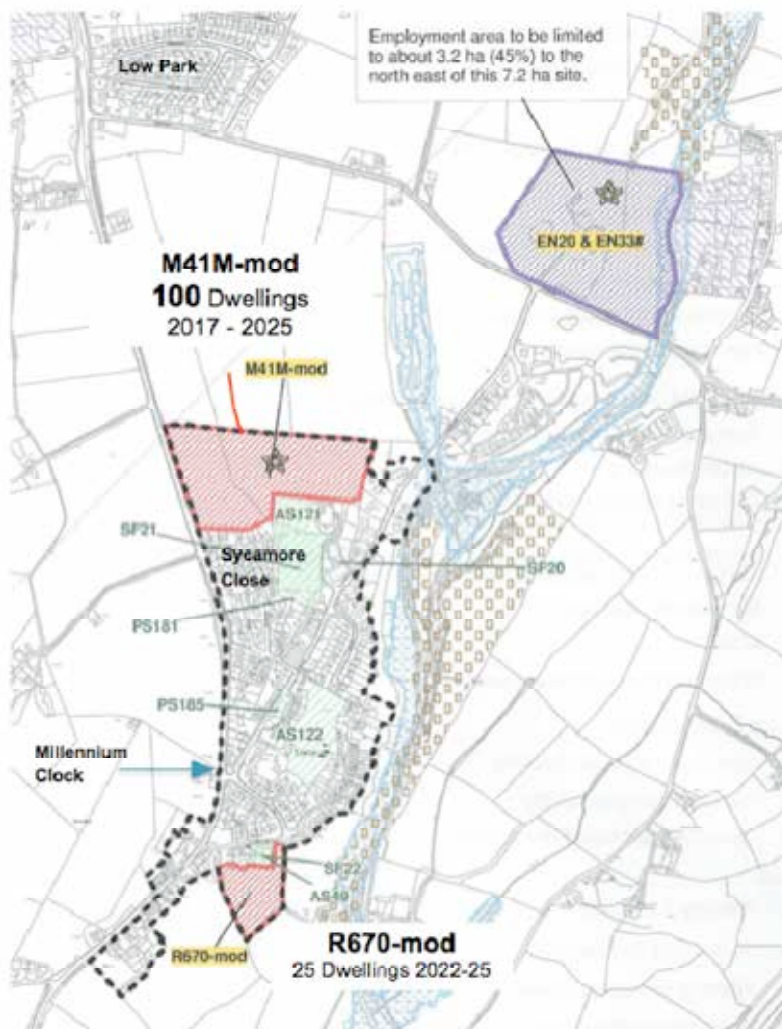 Low Park
Employment area to be limited
to about 3.2 ha (45%) to the
north east of this 7.2 ha site.
EN20 & EN33#
M41M-mod
100 Dwellings
2017 - 2025
M41M-mod
AS121
SF21
Sycamore
Close
SF20
PS181
PS185
AS122
Millennium
Clock
SF22
AS49
R670-mod
R670-mod
25 Dwellings 2022-25